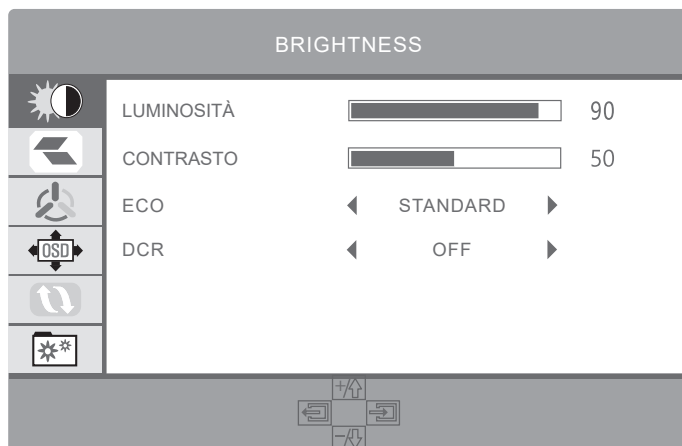 BRIGHTNESS
LUMINOSITÀ 90
CONTRASTO 50
ECO STANDARD
DCR OFF
OSD
+/
-/